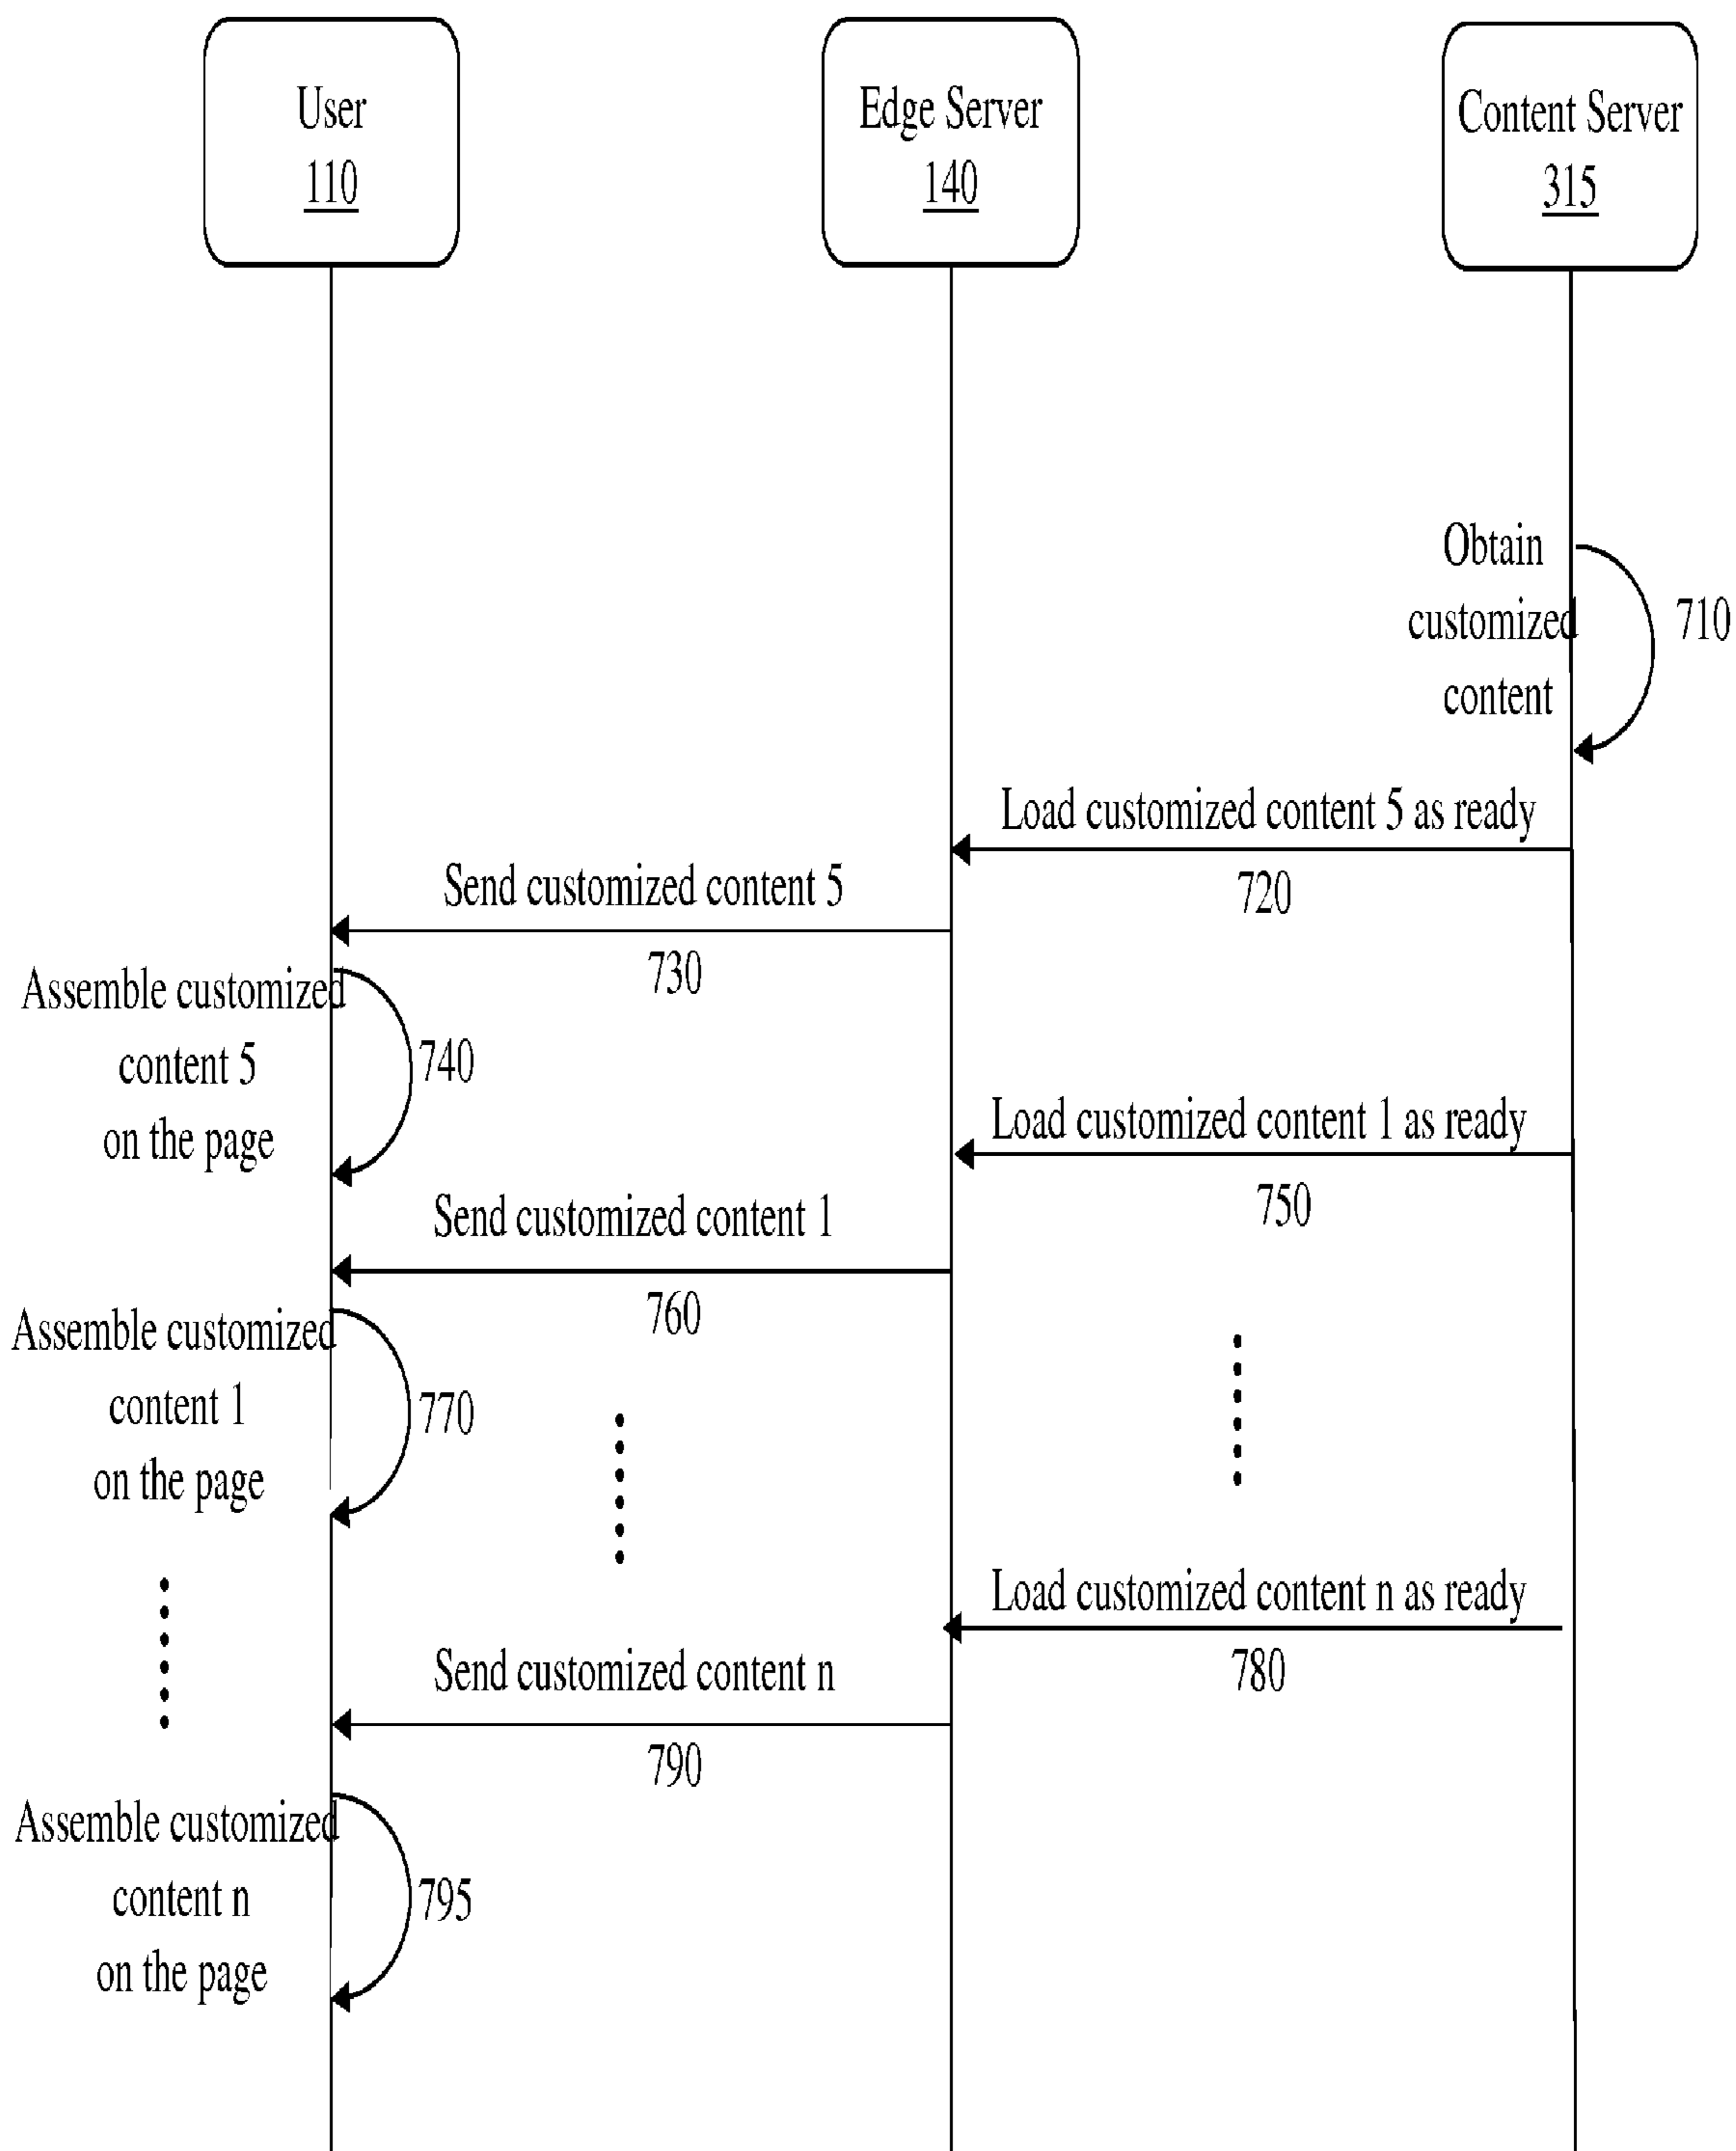 User
110
Edge Server
140
Content Server
315
Obtain
customized
content
710
Load customized content 5 as ready
720
Send customized content 5
730
Assemble customized
content 5
on the page
740
Load customized content 1 as ready
750
Send customized content 1
760
Assemble customized
content 1
on the page
770
Load customized content n as ready
780
Send customized content n
790
Assemble customized
content n
on the page
795